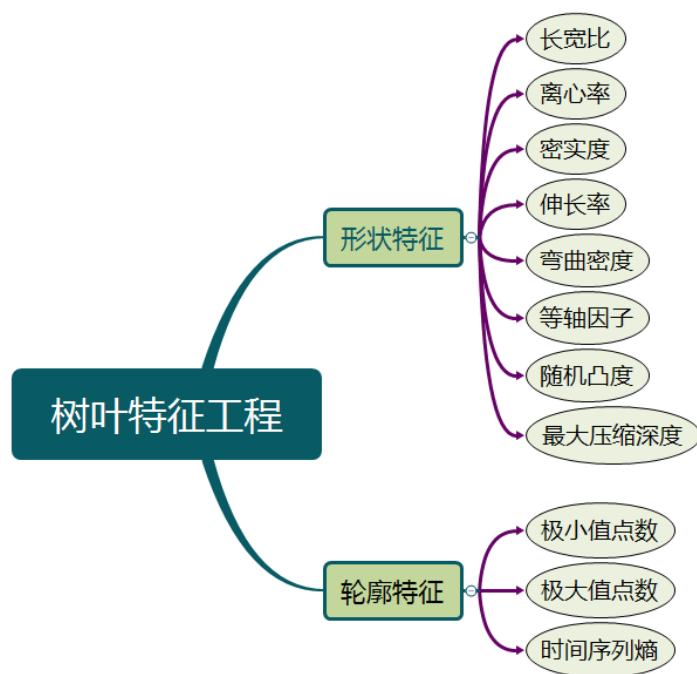 长宽比
离心率
密实度
伸长率
形状特征
弯曲密度
等轴因子
随机凸度
树叶特征工程
最大压缩深度
极小值点数
轮廓特征
极大值点数
时间序列熵